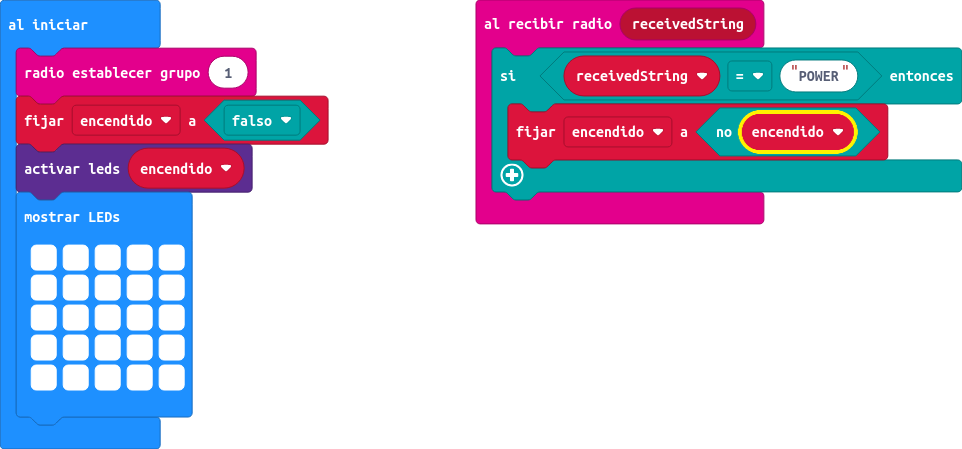 al iniciar
radio establecer grupo 1
fijar encendido a falso
activar leds encendido
mostrar LEDs
al recibir radio receivedString
si receivedString = "POWER" entonces
fijar encendido a no encendido